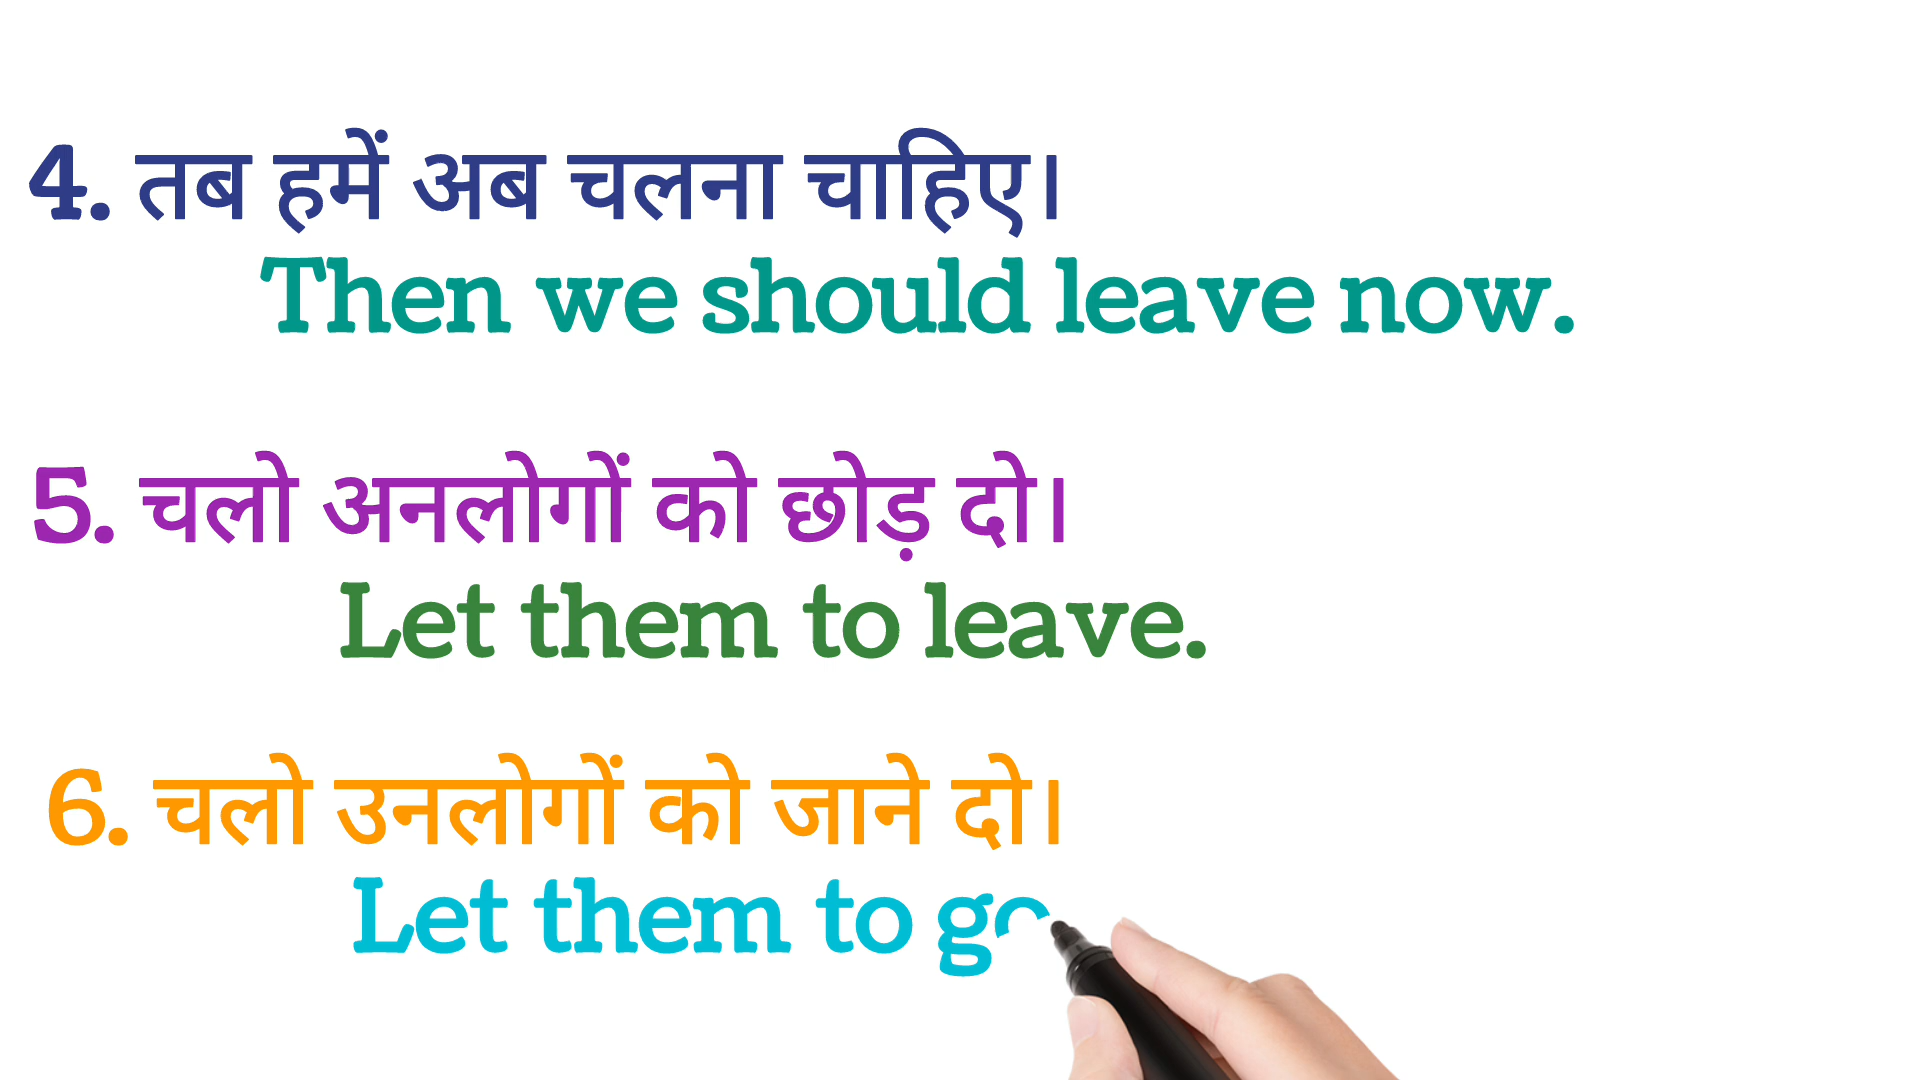 4. तब हमें अब चलना चाहिए।
Then we should leave now.
5. चलो अनलोगों को छोड़ दो।
Let them to leave.
6. चलो उनलोगों को जाने दो।
Let them to go